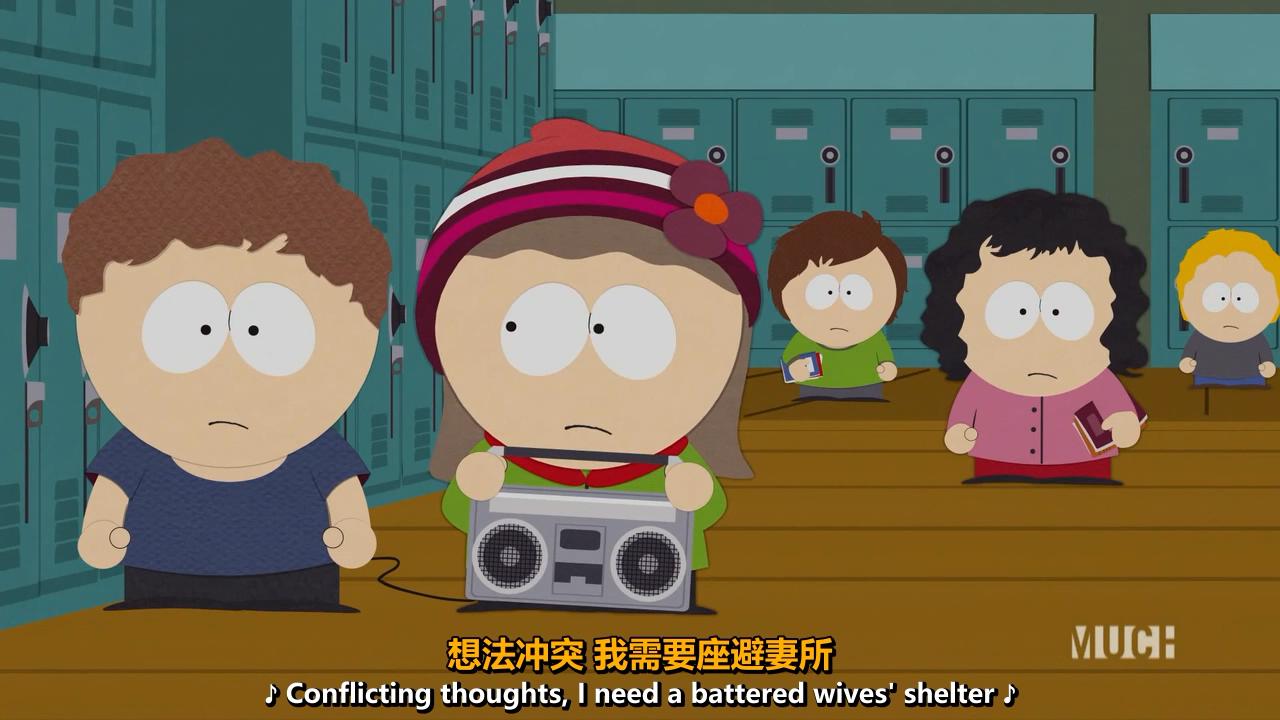 MUCH
想法冲突 我需要座避妻所
♪ Conflicting thoughts, I need a battered wives' shelter ♪